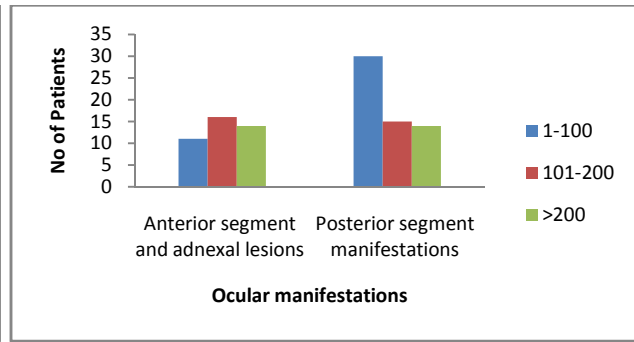 No of Patients
35
30
25
20
15
10
5
0
Anterior segment
and adnexal lesions
Posterior segment
manifestations
Ocular manifestations
1-100
101-200
>200